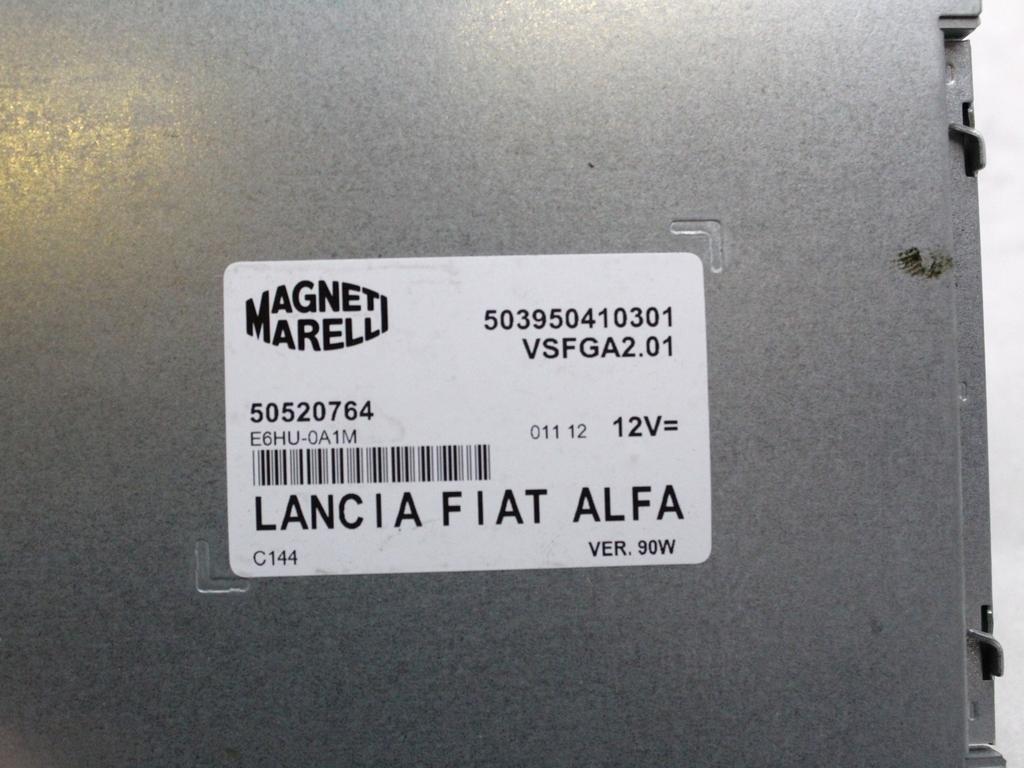 MAGNETI
MARELLI
503950410301
VSFGA2.01
50520764
E6HU-0A1M
011 12 12V=
LANCIA FIAT ALFA
C144
VER. 90W